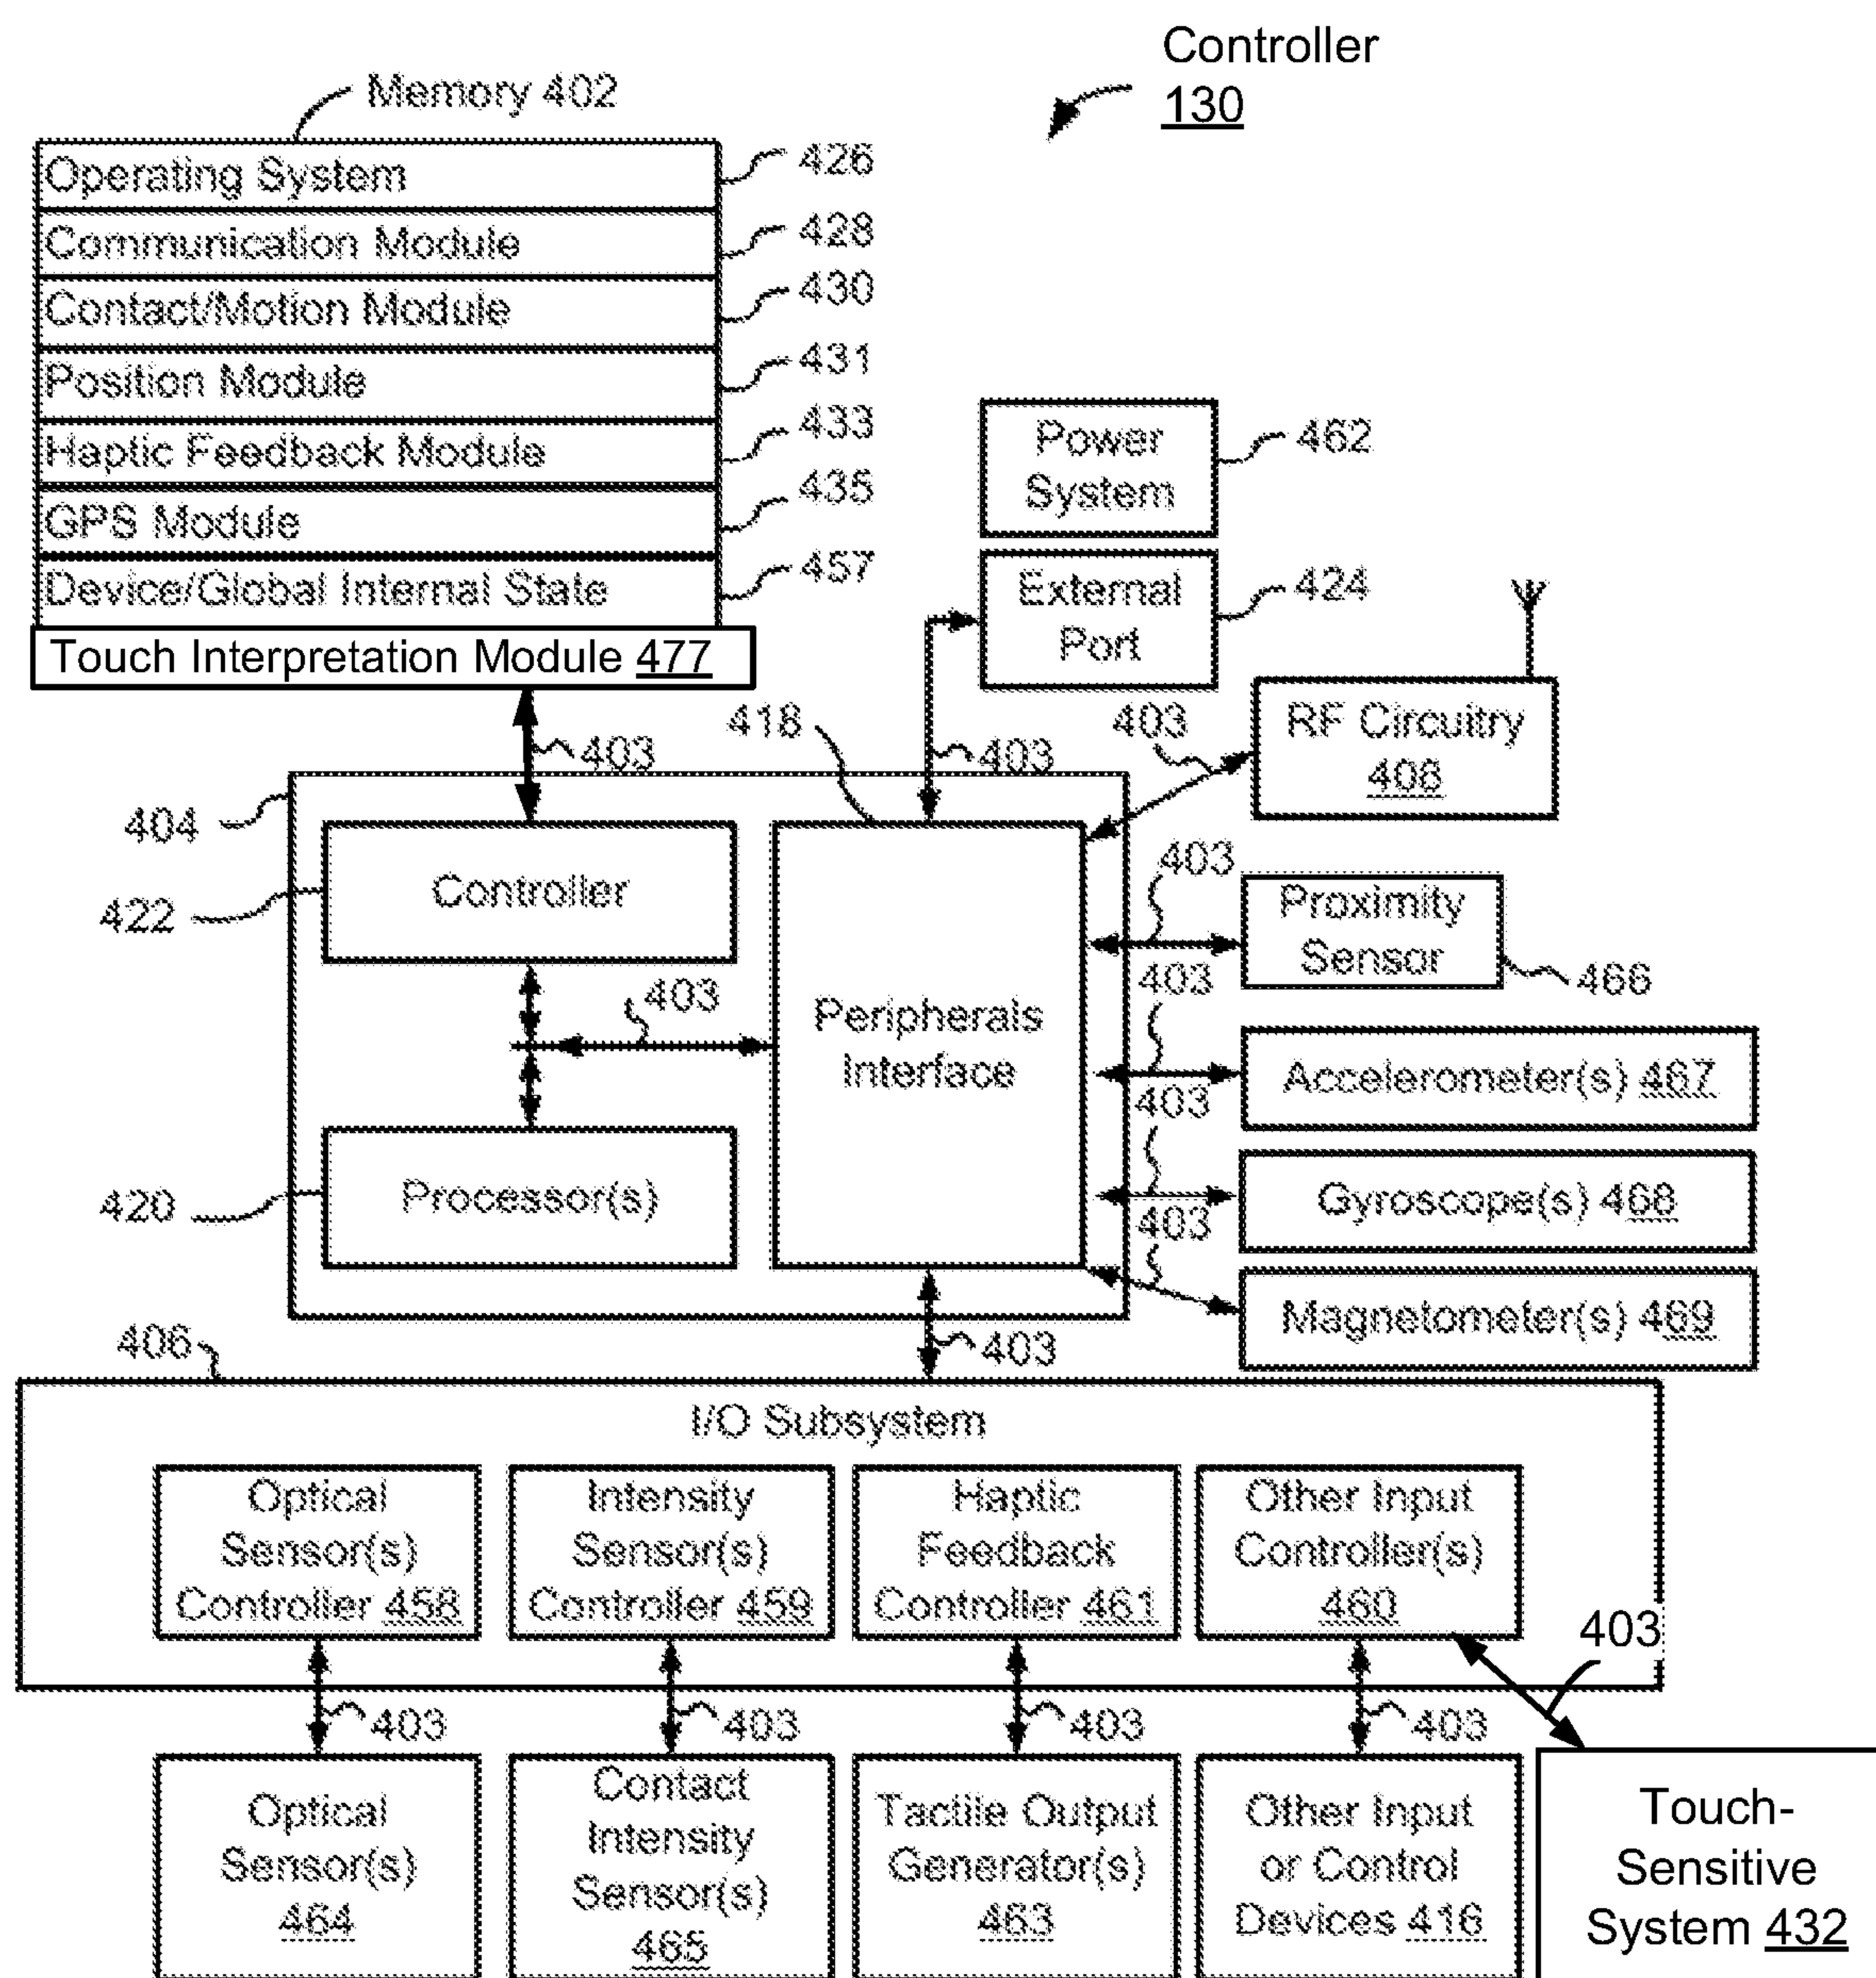 Controller
130
Memory 402
Operating System
426
Communication Module
428
Contact/Motion Module
430
Position Module
431
Haptic Feedback Module
433
GPS Module
435
Device/Global Internal State
457
Touch Interpretation Module 477
Power
System
462
External
Port
424
RF Circuitry
408
403
403
403
418
404
Controller
422
403
Peripherals
Interface
Processor(s)
420
403
Proximity
Sensor
466
403
Accelerometer(s) 467
403
Gyroscope(s) 468
403
Magnetometer(s) 469
403
406
I/O Subsystem
Optical
Sensor(s)
Controller 458
Intensity
Sensor(s)
Controller 459
Haptic
Feedback
Controller 461
Other Input
Controller(s)
460
403
403
403
403
403
Optical
Sensor(s)
464
Contact
Intensity
Sensor(s)
465
Tactile Output
Generator(s)
463
Other Input
or Control
Devices 416
Touch-
Sensitive
System 432